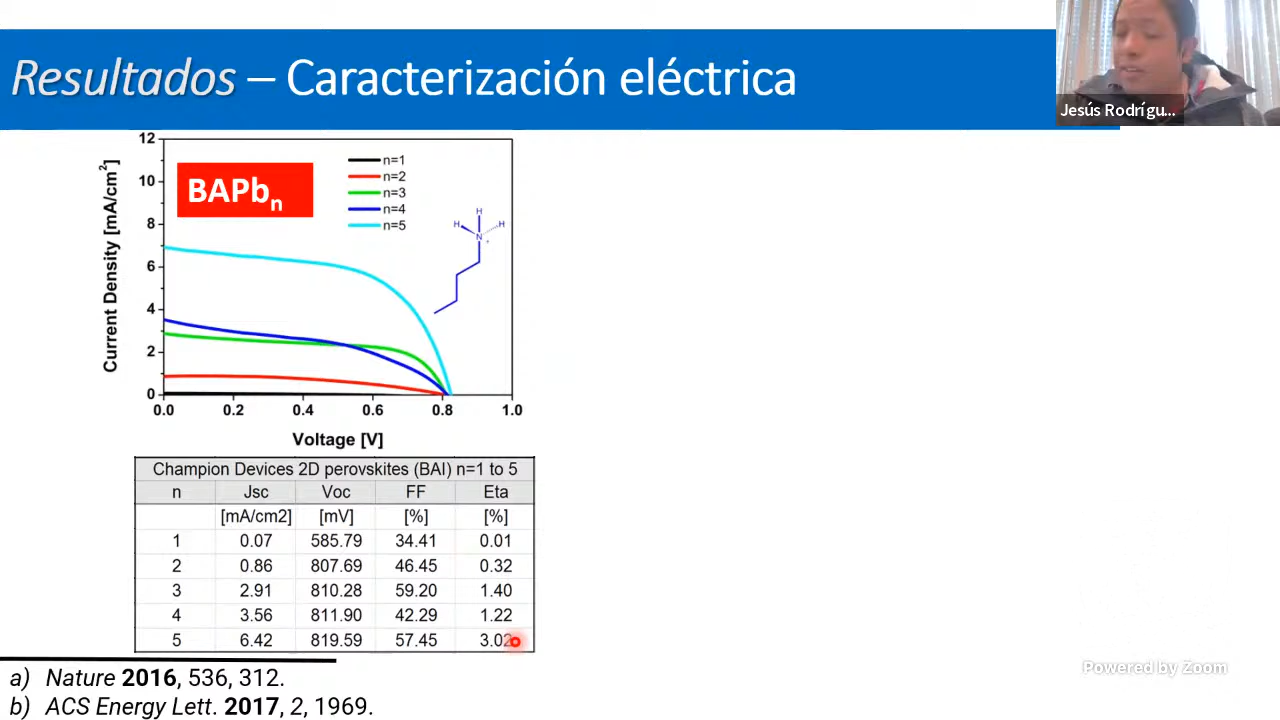 Resultados – Caracterización eléctrica
Jesús Rodrígu...
BAPbn
n=1
n=2
n=3
n=4
n=5
H
H
H
N
+
12
10
8
6
4
2
0
Current Density [mA/cm²]
0.0 0.2 0.4 0.6 0.8 1.0
Voltage [V]
Champion Devices 2D perovskites (BAI) n=1 to 5
n Jsc Voc FF Eta
[mA/cm2] [mV] [%] [%]
1 0.07 585.79 34.41 0.01
2 0.86 807.69 46.45 0.32
3 2.91 810.28 59.20 1.40
4 3.56 811.90 42.29 1.22
5 6.42 819.59 57.45 3.02
a) Nature 2016, 536, 312.
b) ACS Energy Lett. 2017, 2, 1969.
Powered by Zoom